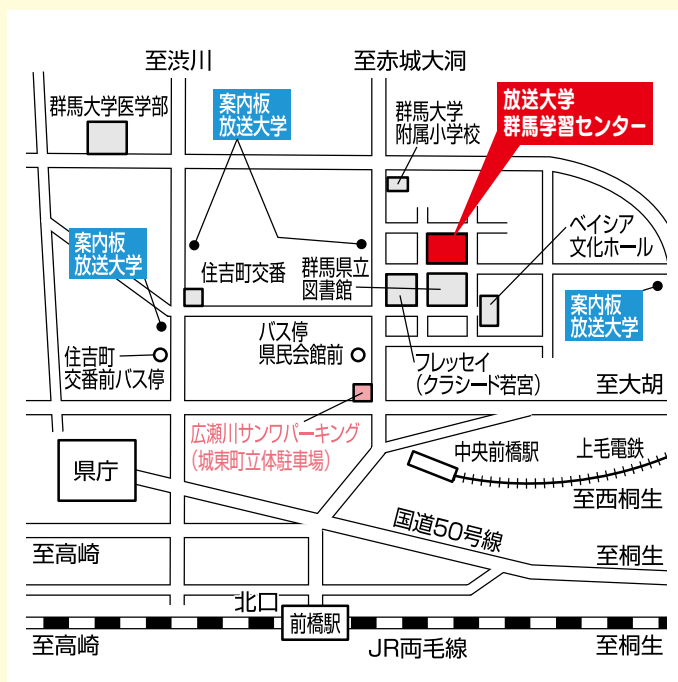 至渋川
至赤城大洞
群馬大学医学部
案内板
放送大学
群馬大学
附属小学校
放送大学
群馬学習センター
案内板
放送大学
住吉町交番
群馬県立
図書館
ベイシア
文化ホール
案内板
放送大学
住吉町
交番前バス停
バス停
県民会館前
フレッセイ
(クラシード若宮)
至大胡
広瀬川サンワパーキング
(城東町立体駐車場)
県庁
中央前橋駅
上毛電鉄
至西桐生
国道50号線
至高崎
至桐生
北口
前橋駅
至高崎
JR両毛線
至桐生